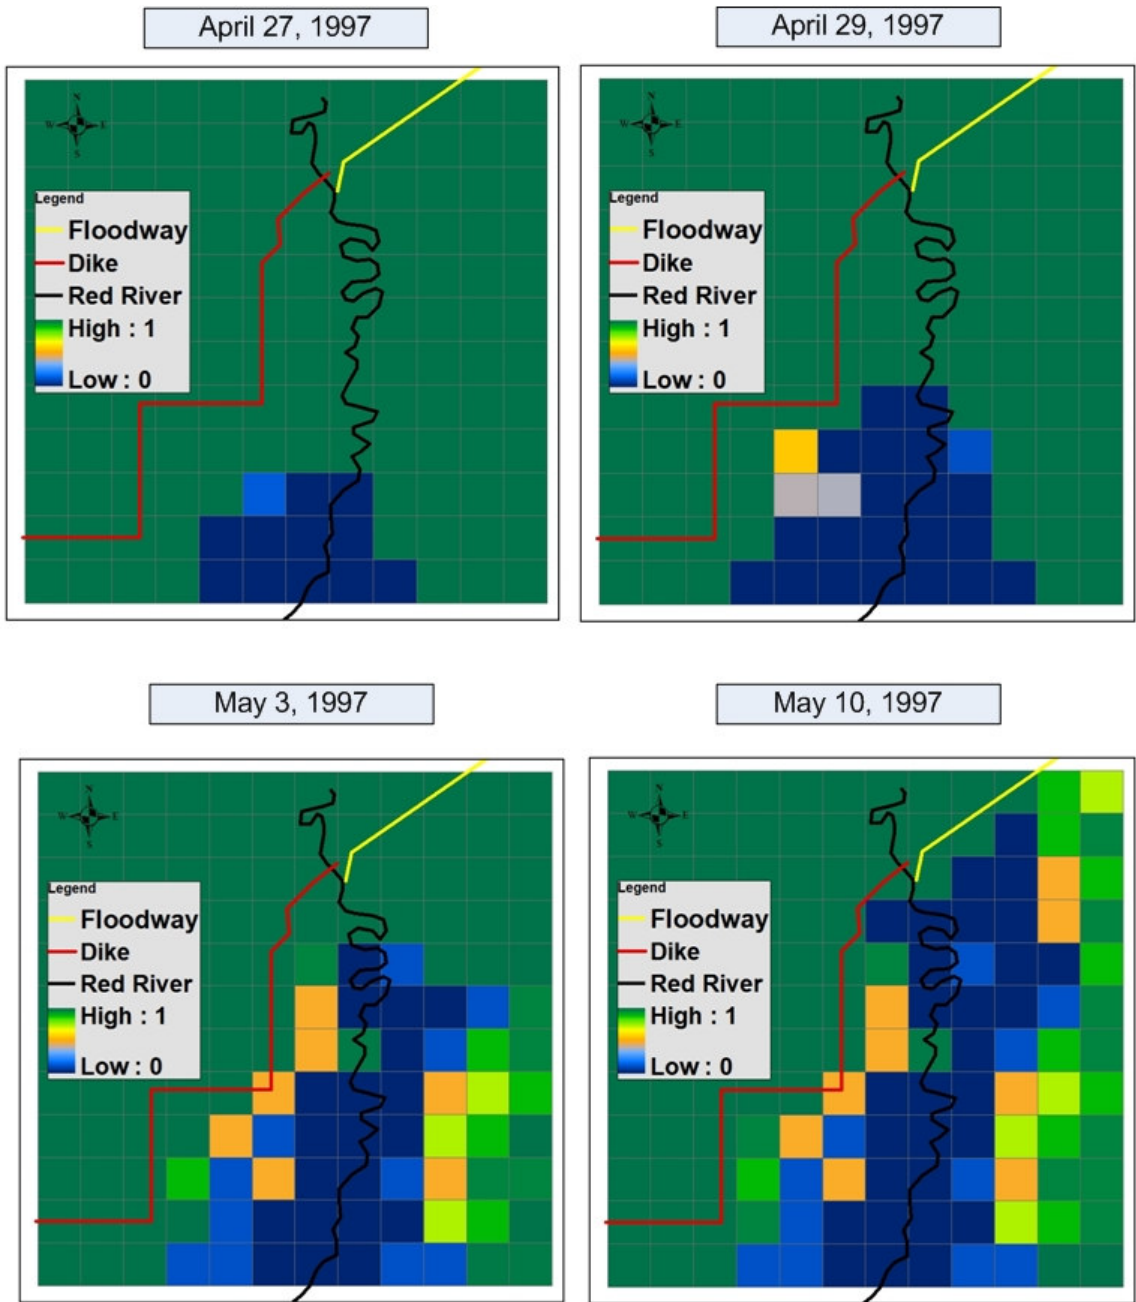 April 27, 1997
N
W E
S
Legend
Floodway
Dike
Red River
High : 1
Low : 0
April 29, 1997
N
W E
S
Legend
Floodway
Dike
Red River
High : 1
Low : 0
May 3, 1997
N
W E
S
Legend
Floodway
Dike
Red River
High : 1
Low : 0
May 10, 1997
N
W E
S
Legend
Floodway
Dike
Red River
High : 1
Low : 0